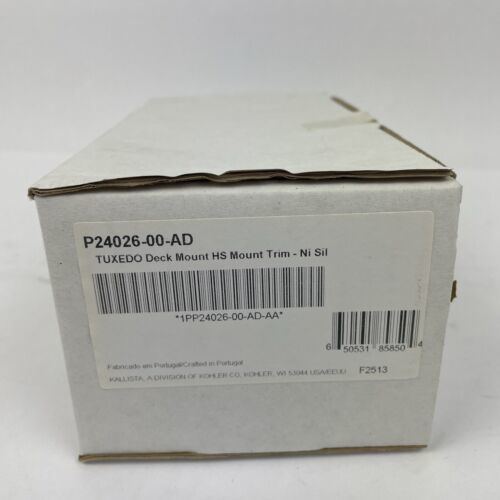 P24026-00-AD
TUXEDO Deck Mount HS Mount Trim - Ni Sil
*1PP24026-00-AD-AA*
6 50531 85850 4
Fabricado em Portugal/Crafted in Portugal
KALLISTA, A DIVISION OF KOHLER CO, KOHLER, WI 53044 USA/EEUU
F2513